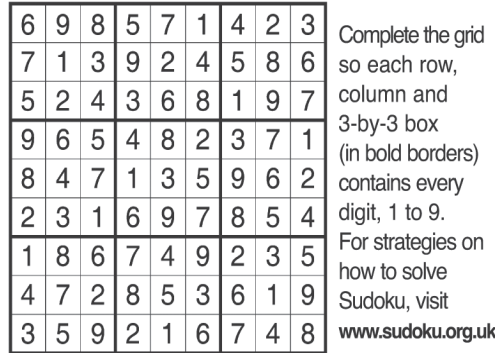 6 9 8 5 7 1 4 2 3
7 1 3 9 2 4 5 8 6
5 2 4 3 6 8 1 9 7
9 6 5 4 8 2 3 7 1
8 4 7 1 3 5 9 6 2
2 3 1 6 9 7 8 5 4
1 8 6 7 4 9 2 3 5
4 7 2 8 5 3 6 1 9
3 5 9 2 1 6 7 4 8
Complete the grid
so each row,
column and
3-by-3 box
(in bold borders)
contains every
digit, 1 to 9.
For strategies on
how to solve
Sudoku, visit
www.sudoku.org.uk